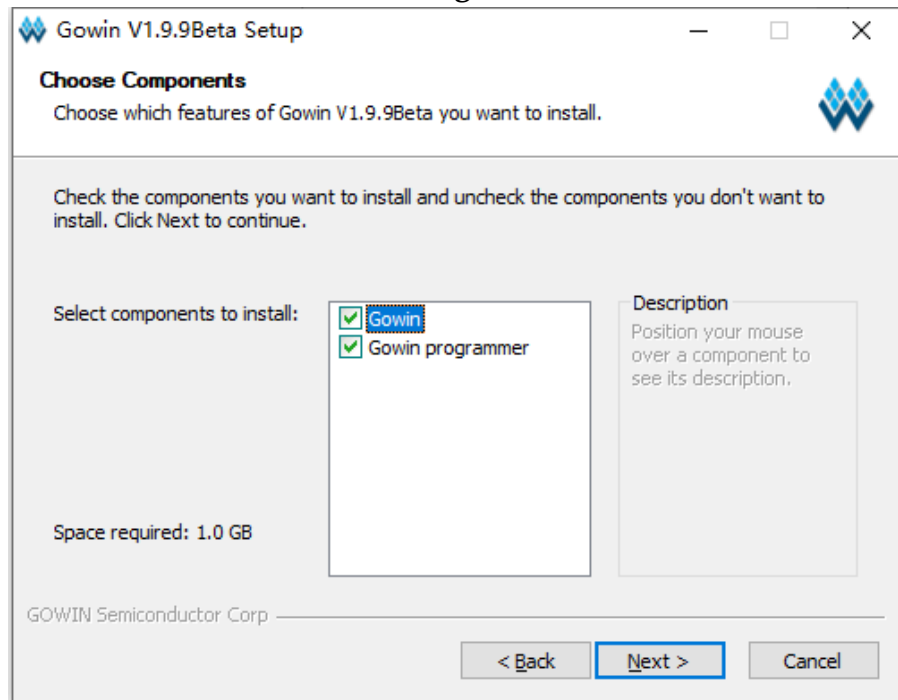 Gowin V1.9.9Beta Setup
Choose Components
Choose which features of Gowin V1.9.9Beta you want to install.
Check the components you want to install and uncheck the components you don't want to
install. Click Next to continue.
Select components to install:
Gowin
Gowin programmer
Description
Position your mouse
over a component to
see its description.
Space required: 1.0 GB
GOWIN Semiconductor Corp
< Back
Next >
Cancel